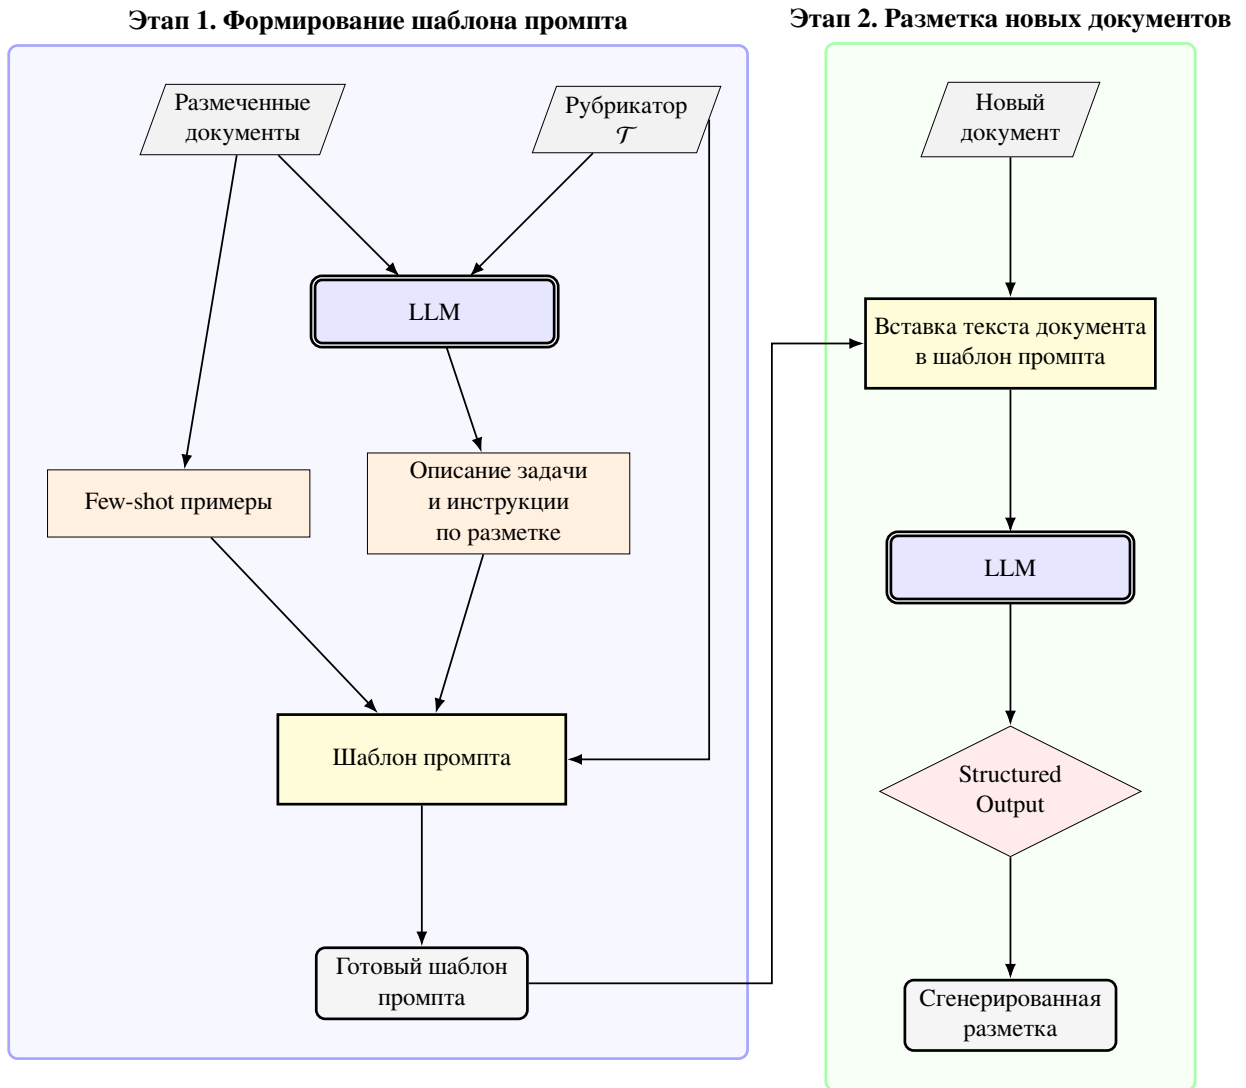 Этап 1. Формирование шаблона промпта
Размеченные
документы
Рубрикатор
𝒯
LLM
Few-shot примеры
Описание задачи
и инструкции
по разметке
Шаблон промпта
Готовый шаблон
промпта
Этап 2. Разметка новых документов
Новый
документ
Вставка текста документа
в шаблон промпта
LLM
Structured
Output
Сгенерированная
разметка